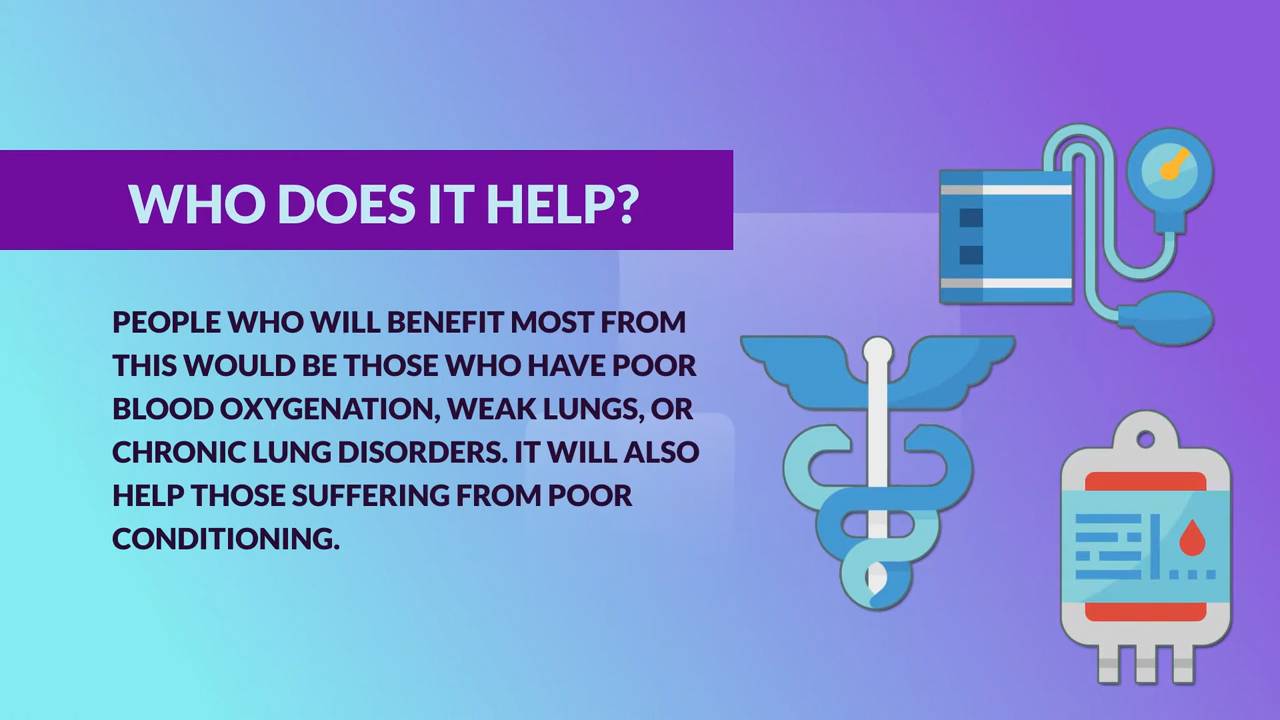 WHO DOES IT HELP?
PEOPLE WHO WILL BENEFIT MOST FROM
THIS WOULD BE THOSE WHO HAVE POOR
BLOOD OXYGENATION, WEAK LUNGS, OR
CHRONIC LUNG DISORDERS. IT WILL ALSO
HELP THOSE SUFFERING FROM POOR
CONDITIONING.